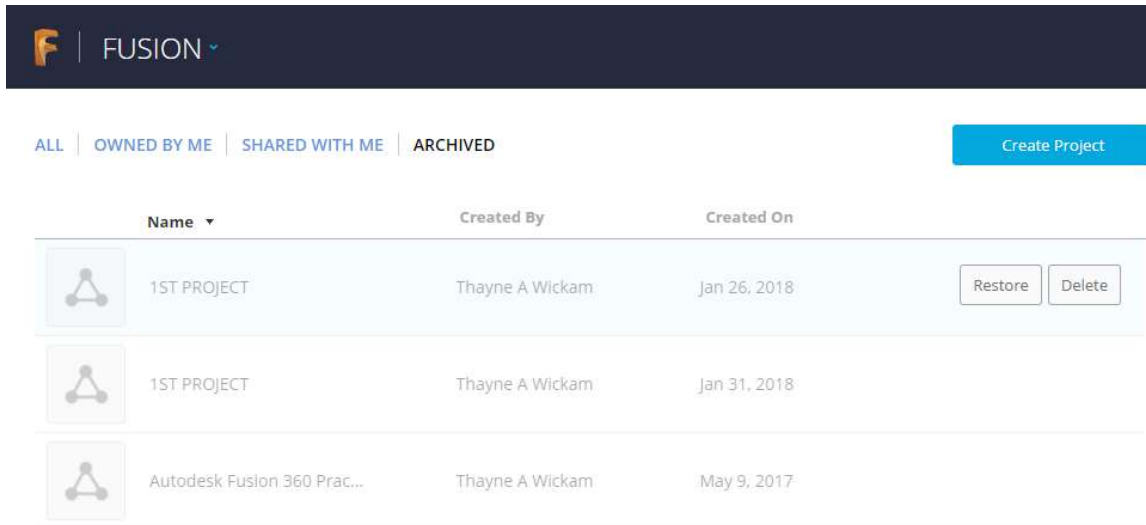 F | FUSION
ALL | OWNED BY ME | SHARED WITH ME | ARCHIVED Create Project
Name Created By Created On
1ST PROJECT Thayne A Wickam Jan 26, 2018 Restore Delete
1ST PROJECT Thayne A Wickam Jan 31, 2018
Autodesk Fusion 360 Prac... Thayne A Wickam May 9, 2017